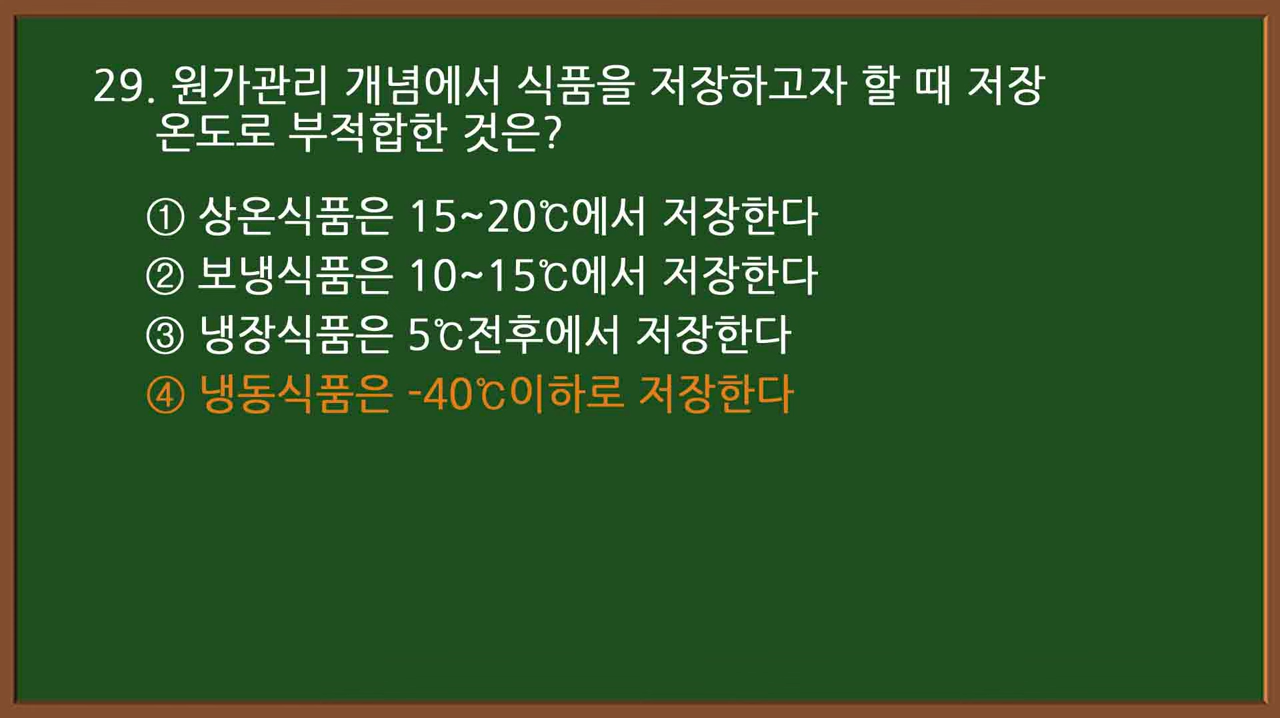 29. 원가관리 개념에서 식품을 저장하고자 할 때 저장
온도로 부적합한 것은?
① 상온식품은 15~20℃에서 저장한다
② 보냉식품은 10~15℃에서 저장한다
③ 냉장식품은 5℃전후에서 저장한다
④ 냉동식품은 -40℃이하로 저장한다